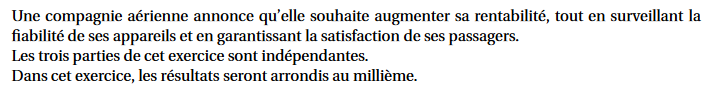 Une compagnie aérienne annonce qu’elle souhaite augmenter sa rentabilité, tout en surveillant la
fiabilité de ses appareils et en garantissant la satisfaction de ses passagers.
Les trois parties de cet exercice sont indépendantes.
Dans cet exercice, les résultats seront arrondis au millième.